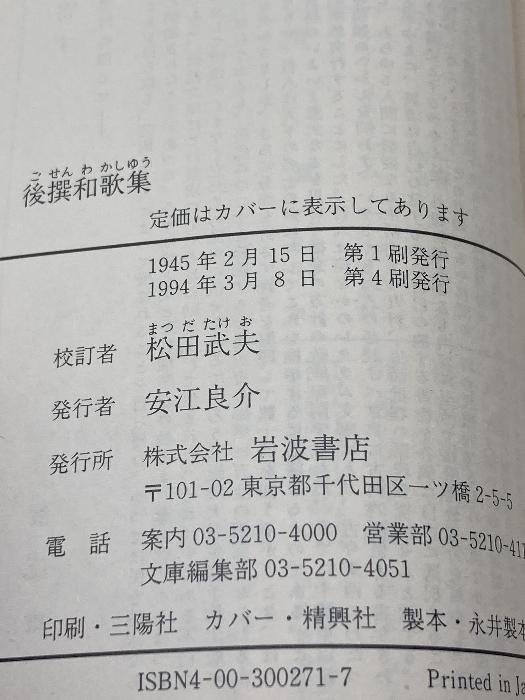 ご せん わ かしゆう
後撰和歌集
定価はカバーに表示してあります
1945年2月15日 第1刷発行
1994年3月8日 第4刷発行
まつ だ たけ お
校訂者 松田武夫
発行者 安江良介
発行所 株式会社 岩波書店
〒101-02 東京都千代田区一ツ橋2-5-5
電話 案内03-5210-4000 営業部03-5210-417
文庫編集部03-5210-4051
印刷・三陽社 カバー・精興社 製本・永井製本
ISBN4-00-300271-7 Printed in Ja